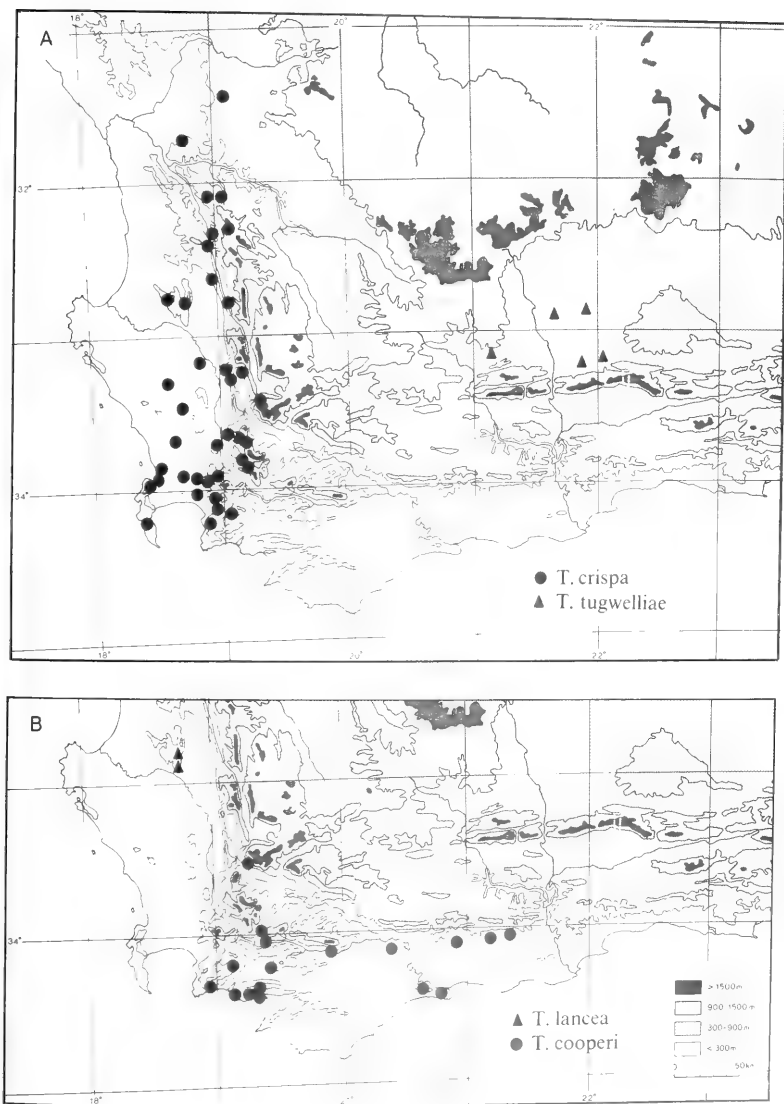 A
18°
20°
22°
32°
34°
● T. crispa
▲ T. tugwelliae
18°
20
22°
B
34°
▲ T. lancea
● T. cooperi
> 1500m
900-1500m
300-900m
< 300m
0 50km
18°
22